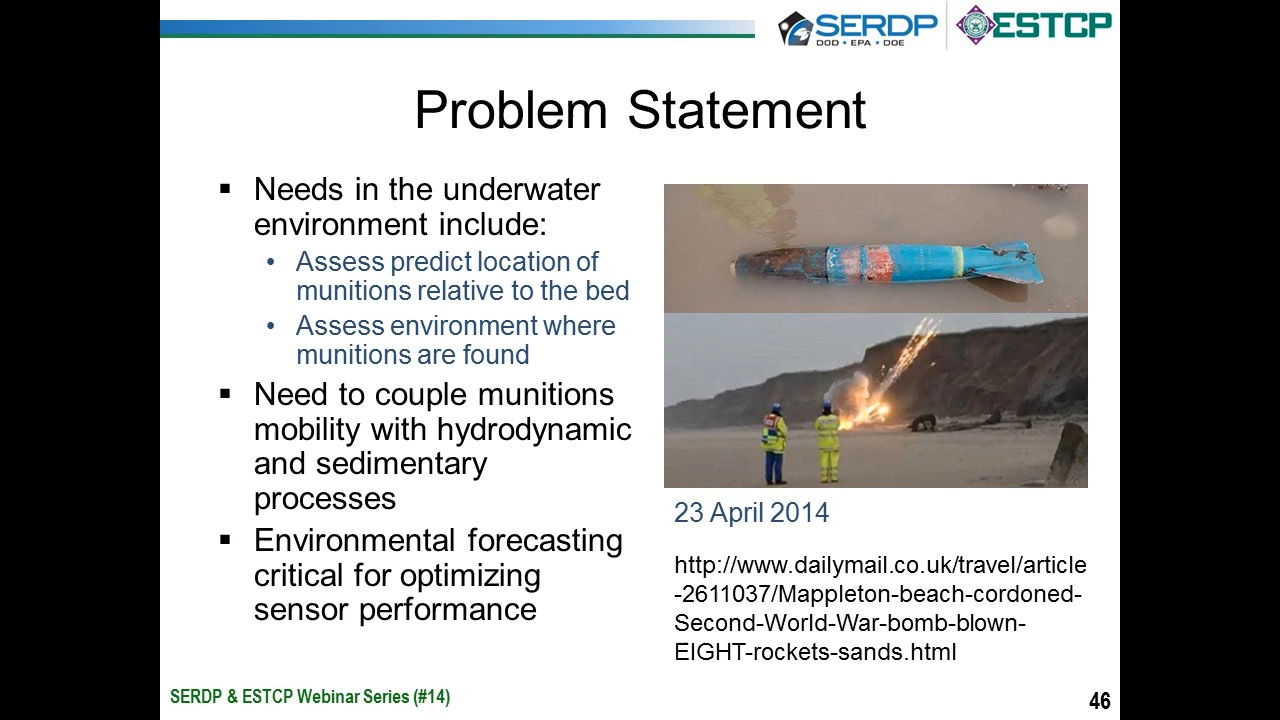 SERDP
DOD • EPA • DOE
ESTCP
Problem Statement
Needs in the underwater
environment include:
Assess predict location of
munitions relative to the bed
Assess environment where
munitions are found
Need to couple munitions
mobility with hydrodynamic
and sedimentary
processes
Environmental forecasting
critical for optimizing
sensor performance
23 April 2014
http://www.dailymail.co.uk/travel/article
-2611037/Mappleton-beach-cordoned-
Second-World-War-bomb-blown-
EIGHT-rockets-sands.html
SERDP & ESTCP Webinar Series (#14)
46